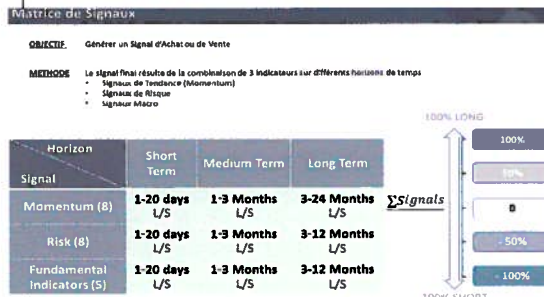 Matrice de Signaux
OBJECTIF Générer un Signal d'Achat ou de Vente
METHODE Le signal final résulte de la combinaison de 3 indicateurs sur différents horizons de temps
• Signaux de Tendance (Momentum)
• Signaux de Risque
• Signaux Macro
100% LONG
Horizon
Signal
Short Term
Medium Term
Long Term
Momentum (8)
1-20 days L/S
1-3 Months L/S
3-24 Months L/S
Risk (8)
1-20 days L/S
1-3 Months L/S
3-12 Months L/S
Fundamental Indicators (5)
1-20 days L/S
1-3 Months L/S
3-12 Months L/S
∑Signals
100%
50%
0
- 50%
- 100%
100% SHORT